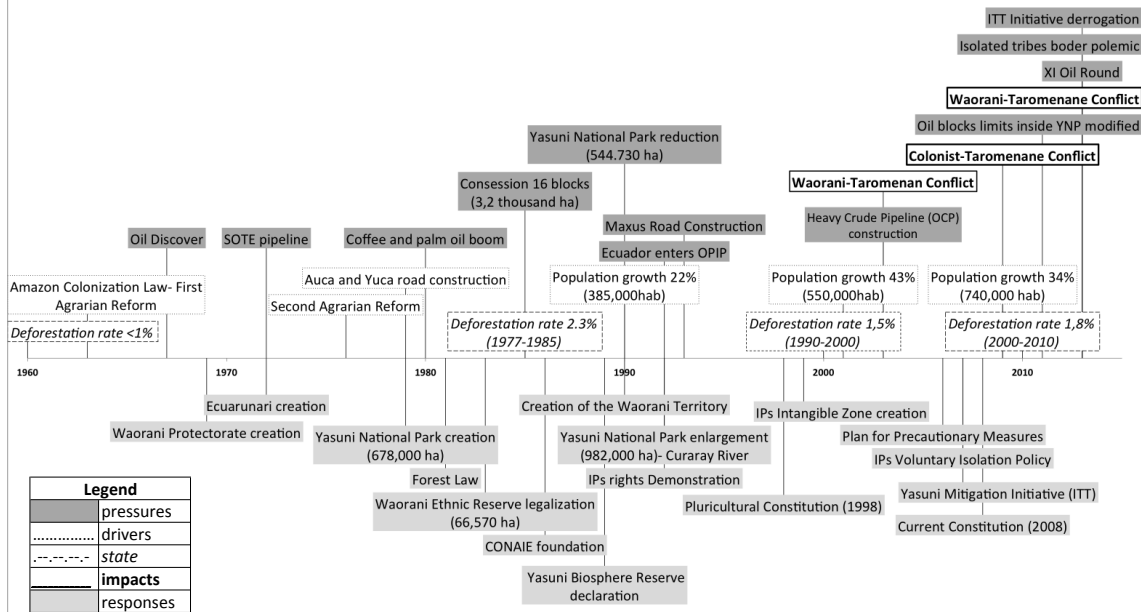 ITT Initiative derrogation
Isolated tribes boder polemic
XI Oil Round
Waorani-Taromenane Conflict
Oil blocks limits inside YNP modified
Colonist-Taromenane Conflict
Yasuni National Park reduction
(544.730 ha)
Waorani-Taromenan Conflict
Consession 16 blocks
(3,2 thousand ha)
Heavy Crude Pipeline (OCP)
construction
Maxus Road Construction
Oil Discover
SOTE pipeline
Coffee and palm oil boom
Ecuador enters OPIP
Amazon Colonization Law- First
Agrarian Reform
Auca and Yuca road construction
Second Agrarian Reform
Population growth 22%
(385,000hab)
Population growth 43%
(550,000hab)
Population growth 34%
(740,000 hab)
Deforestation rate <1%
Deforestation rate 2.3%
(1977-1985)
Deforestation rate 1,5%
(1990-2000)
Deforestation rate 1,8%
(2000-2010)
1960
1970
1980
1990
2000
2010
Ecuarunari creation
Waorani Protectorate creation
Creation of the Waorani Territory
IPs Intangible Zone creation
Yasuni National Park creation
(678,000 ha)
Yasuni National Park enlargement
(982,000 ha)- Curaray River
Plan for Precautionary Measures
IPs Voluntary Isolation Policy
Forest Law
IPs rights Demonstration
Waorani Ethnic Reserve legalization
(66,570 ha)
Pluricultural Constitution (1998)
Yasuni Mitigation Initiative (ITT)
Current Constitution (2008)
CONAIE foundation
Yasuni Biosphere Reserve
declaration
Legend
pressures
drivers
state
impacts
responses